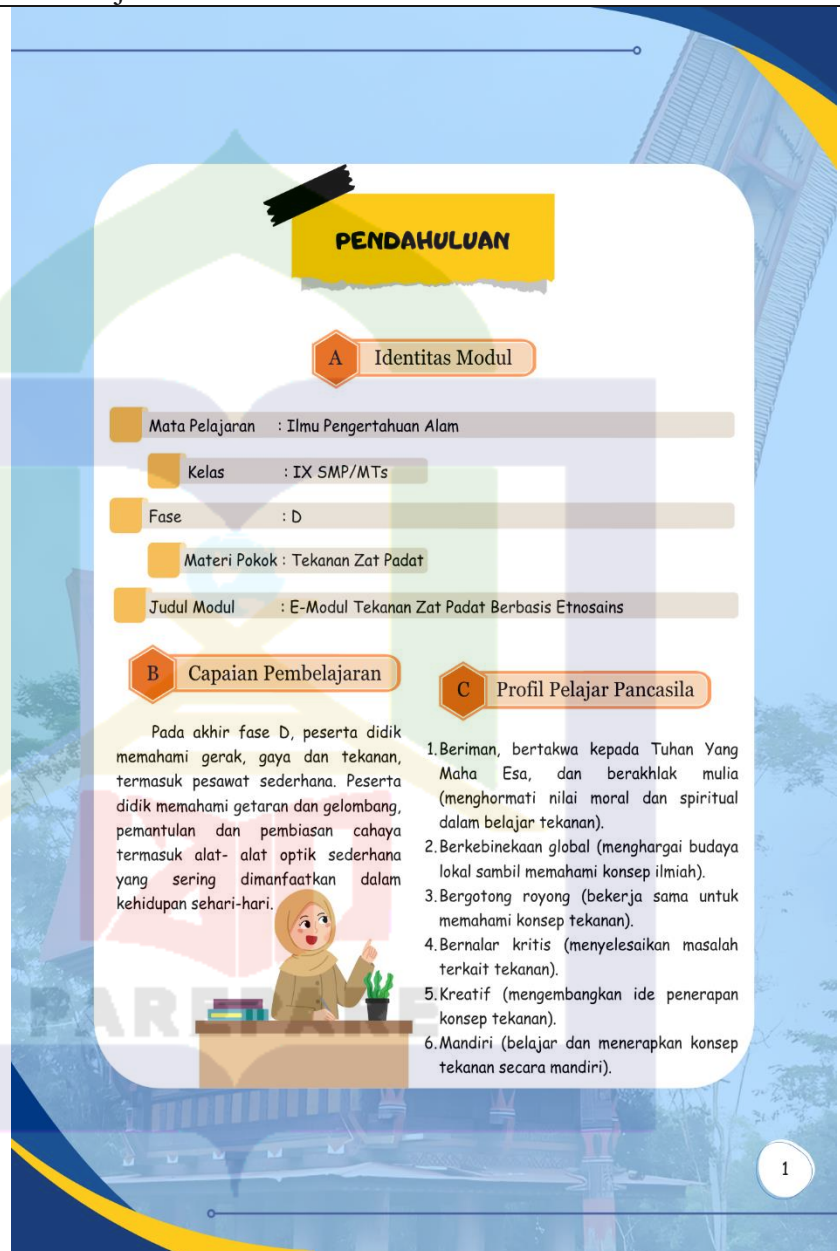 PENDAHULUAN
A Identitas Modul
Mata Pelajaran : Ilmu Pengertahuan Alam
Kelas : IX SMP/MTs
Fase : D
Materi Pokok : Tekanan Zat Padat
Judul Modul : E-Modul Tekanan Zat Padat Berbasis Etnosains
B Capaian Pembelajaran
Pada akhir fase D, peserta didik
memahami gerak, gaya dan tekanan,
termasuk pesawat sederhana. Peserta
didik memahami getaran dan gelombang,
pemantulan dan pembiasan cahaya
termasuk alat- alat optik sederhana
yang sering dimanfaatkan dalam
kehidupan sehari-hari.
C Profil Pelajar Pancasila
1. Beriman, bertakwa kepada Tuhan Yang
Maha Esa, dan berakhlak mulia
(menghormati nilai moral dan spiritual
dalam belajar tekanan).
2. Berkebinekaan global (menghargai budaya
lokal sambil memahami konsep ilmiah).
3. Bergotong royong (bekerja sama untuk
memahami konsep tekanan).
4. Bernalar kritis (menyelesaikan masalah
terkait tekanan).
5. Kreatif (mengembangkan ide penerapan
konsep tekanan).
6. Mandiri (belajar dan menerapkan konsep
tekanan secara mandiri).
PAREPARE
1